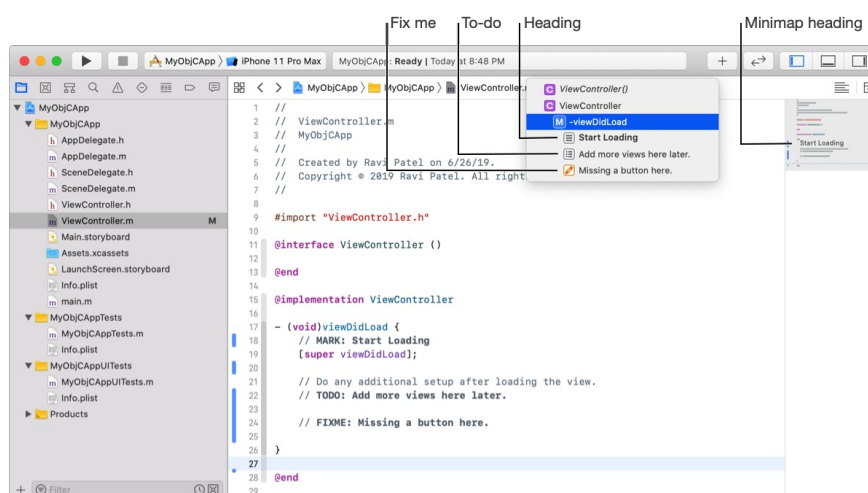 Fix me To-do Heading Minimap heading
MyObjCApp iPhone 11 Pro Max MyObjCApp: Ready | Today at 8:48 PM
MyObjCApp MyObjCApp ViewController.
ViewController()
ViewController
M -viewDidLoad
Start Loading
Add more views here later.
Missing a button here.
Start Loading
MyObjCApp
MyObjCApp
h AppDelegate.h
m AppDelegate.m
h SceneDelegate.h
m SceneDelegate.m
h ViewController.h
m ViewController.m M
Main.storyboard
Assets.xcassets
LaunchScreen.storyboard
Info.plist
m main.m
MyObjCAppTests
m MyObjCAppTests.m
Info.plist
MyObjCAppUITests
m MyObjCAppUITests.m
Info.plist
Products
Filter
1 //
2 // ViewController.m
3 // MyObjCApp
4 //
5 // Created by Ravi Patel on 6/26/19.
6 // Copyright © 2019 Ravi Patel. All right
7 //
8
9 #import "ViewController.h"
10
11 @interface ViewController ()
12
13 @end
14
15 @implementation ViewController
16
17 - (void)viewDidLoad {
18 // MARK: Start Loading
19 [super viewDidLoad];
20
21 // Do any additional setup after loading the view.
22 // TODO: Add more views here later.
23
24 // FIXME: Missing a button here.
25
26 }
27
28 @end
29